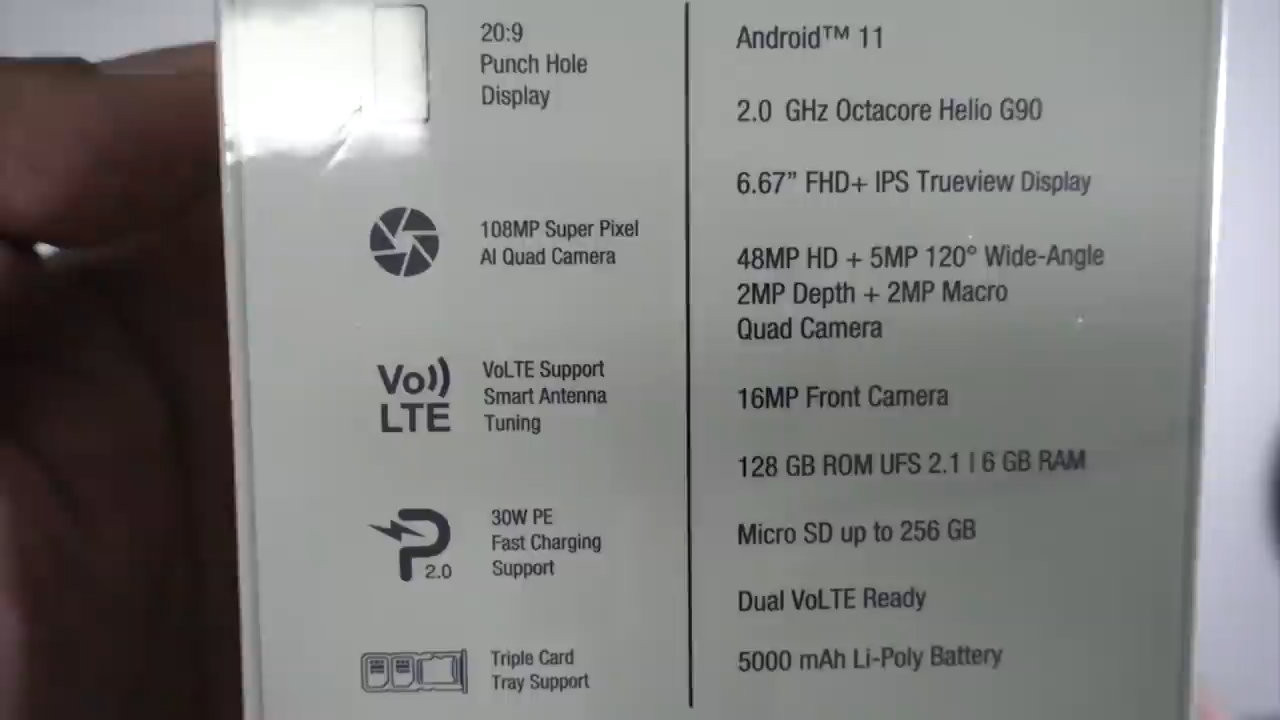 20:9
Punch Hole
Display
108MP Super Pixel
AI Quad Camera
Vo))
LTE
VoLTE Support
Smart Antenna
Tuning
P
2.0
30W PE
Fast Charging
Support
Triple Card
Tray Support
Android™ 11
2.0 GHz Octacore Helio G90
6.67” FHD+ IPS Trueview Display
48MP HD + 5MP 120° Wide-Angle
2MP Depth + 2MP Macro
Quad Camera
16MP Front Camera
128 GB ROM UFS 2.1 | 6 GB RAM
Micro SD up to 256 GB
Dual VoLTE Ready
5000 mAh Li-Poly Battery